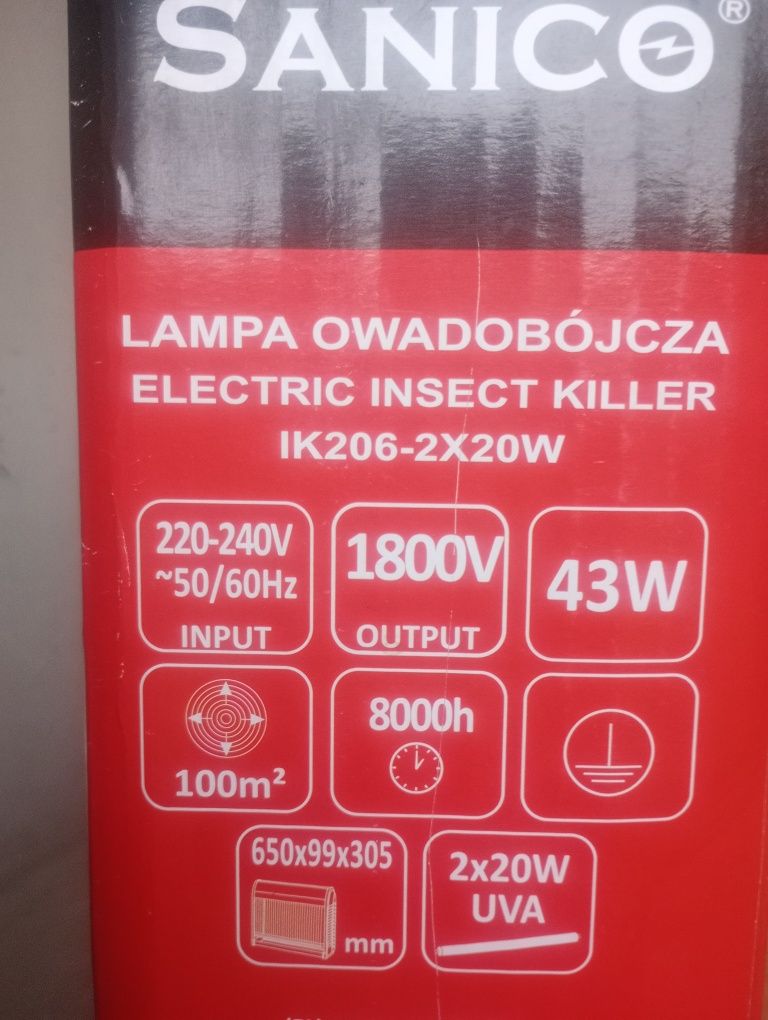 SANICO®
LAMPA OWADOBÓJCZA
ELECTRIC INSECT KILLER
IK206-2X20W
220-240V
~50/60Hz
INPUT
1800V
OUTPUT
43W
100m²
8000h
650x99x305
mm
2x20W
UVA